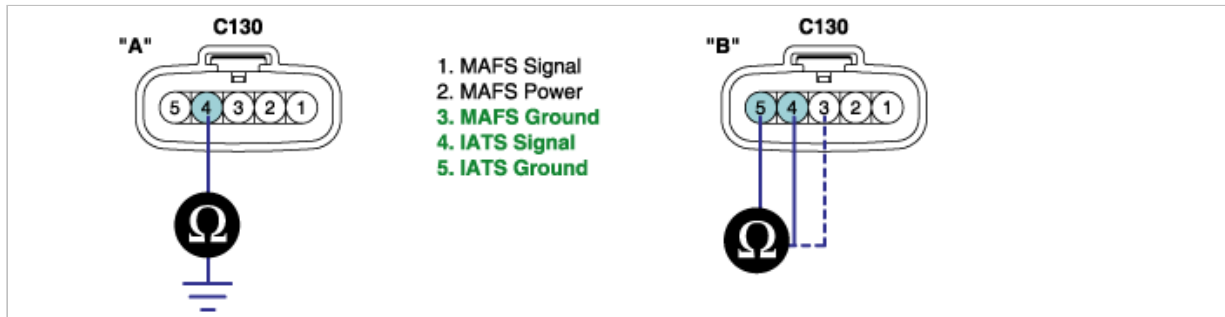 C130
"A"
5 4 3 2 1
Ω
1. MAFS Signal
2. MAFS Power
3. MAFS Ground
4. IATS Signal
5. IATS Ground
C130
"B"
5 4 3 2 1
Ω